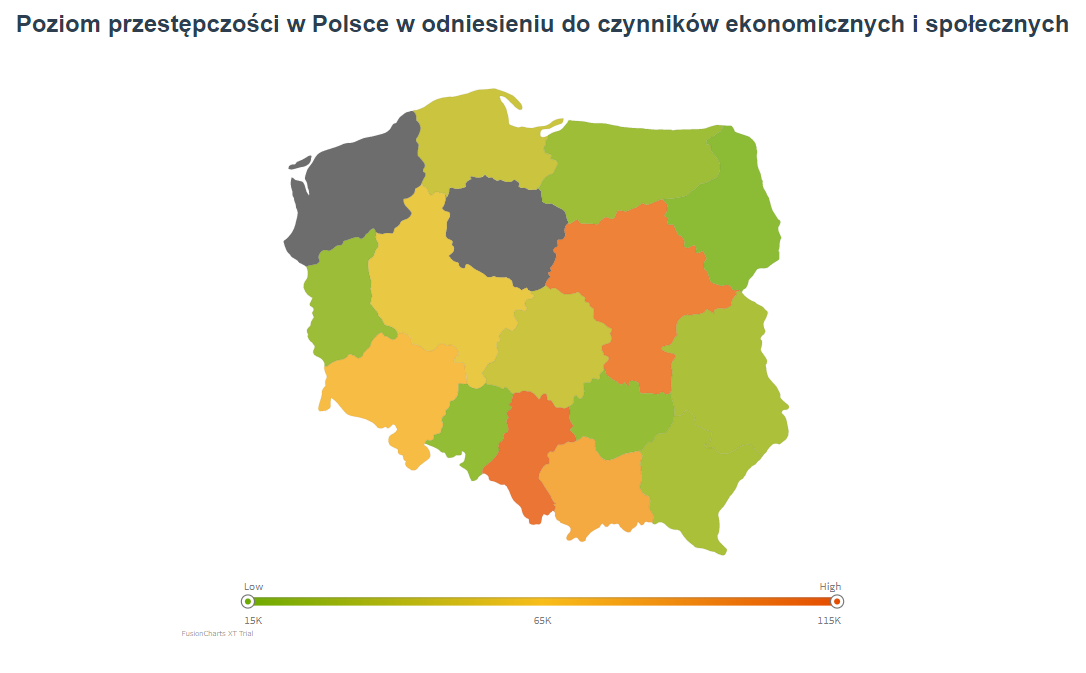 Poziom przestępczości w Polsce w odniesieniu do czynników ekonomicznych i społecznych
Low High
15K 65K 115K
FusionCharts XT Trial